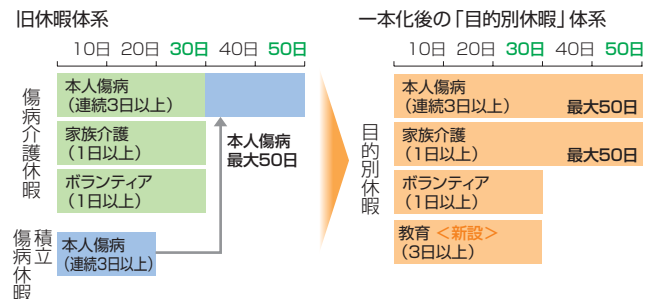 旧休暇体系
10日 20日 30日 40日 50日
傷病介護休暇
本人傷病
(連続3日以上)
家族介護
(1日以上)
ボランティア
(1日以上)
本人傷病
最大50日
積立
傷病休暇
本人傷病
(連続3日以上)
一本化後の「目的別休暇」体系
10日 20日 30日 40日 50日
目的別休暇
本人傷病
(連続3日以上)
最大50日
家族介護
(1日以上)
最大50日
ボランティア
(1日以上)
教育 <新設>
(3日以上)